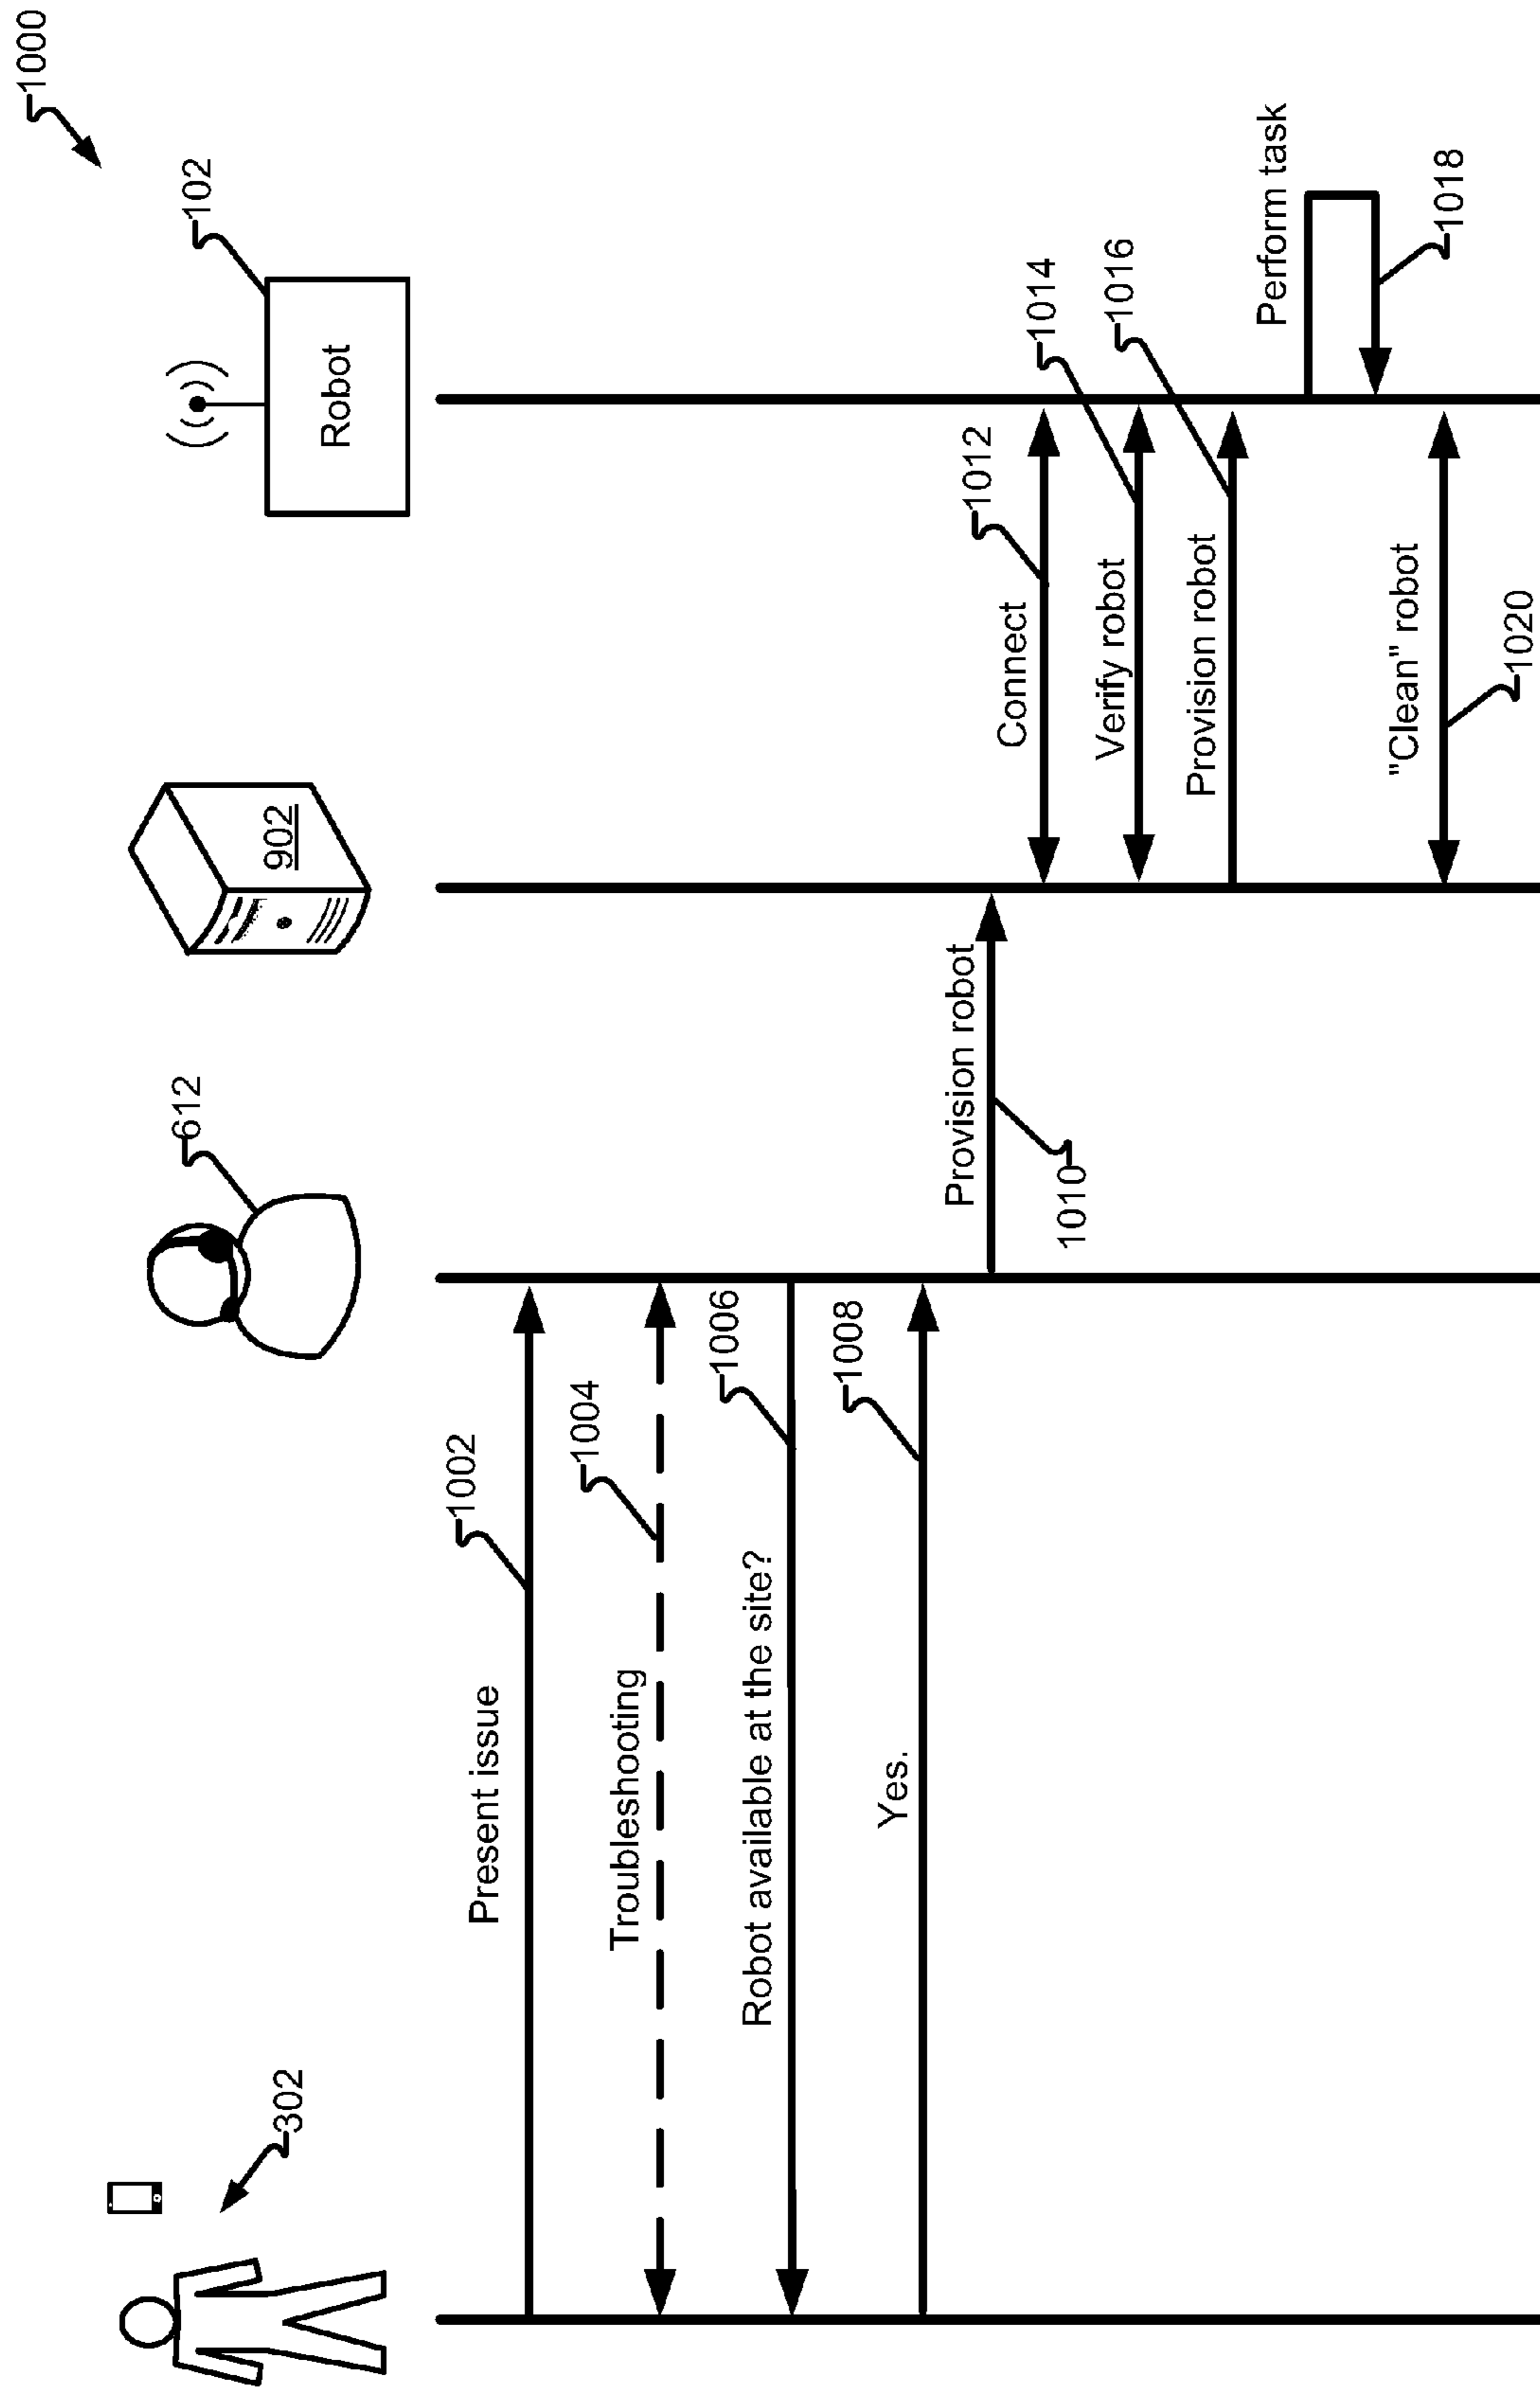 1000
302
612
902
102
Robot
Present issue
1002
Troubleshooting
1004
Robot available at the site?
1006
Yes.
1008
Provision robot
1010
Connect
1012
Verify robot
1014
Provision robot
1016
Perform task
1018
"Clean" robot
1020